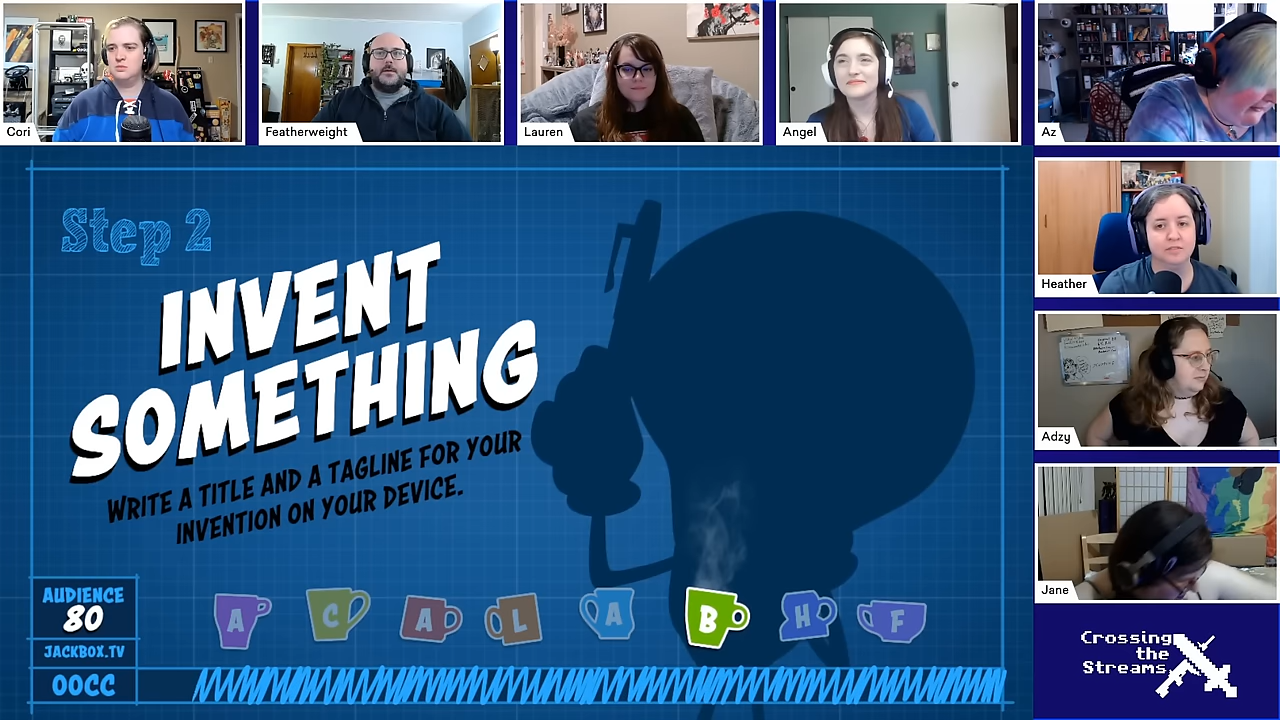 Cori
Featherweight
Lauren
Angel
Az
Heather
Adzy
Jane
Step 2
INVENT
SOMETHING
WRITE A TITLE AND A TAGLINE FOR YOUR
INVENTION ON YOUR DEVICE.
AUDIENCE
80
JACKBOX.TV
OOCC
A C A L A B H F
Crossing
the
Streams